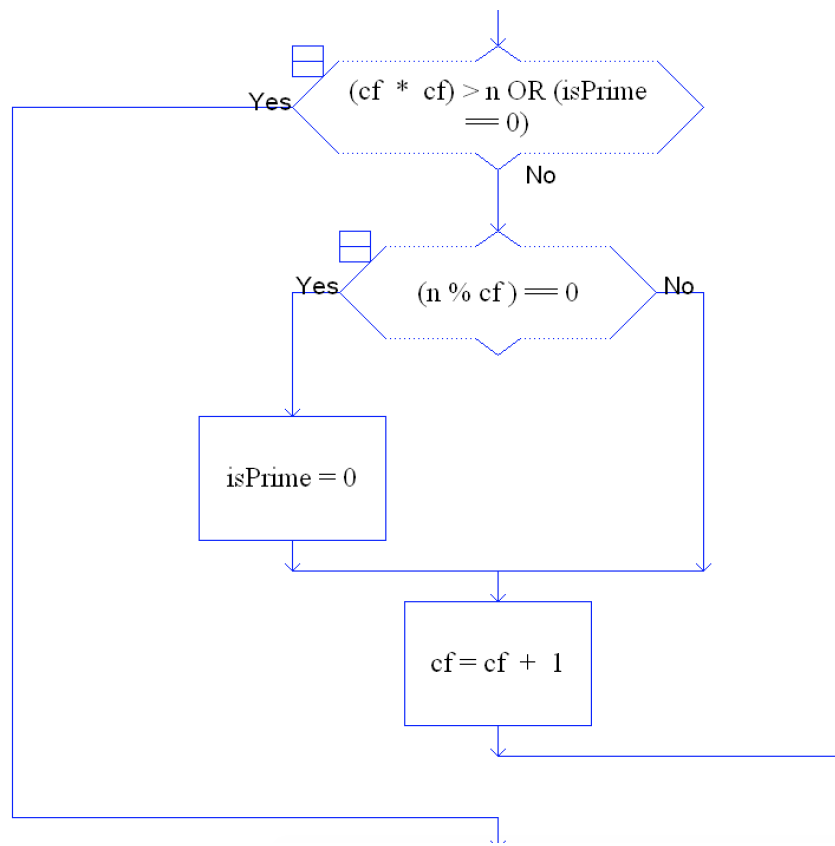 (cf * cf) > n OR (isPrime
== 0)
Yes
No
(n % cf ) == 0
Yes
No
isPrime = 0
cf = cf + 1